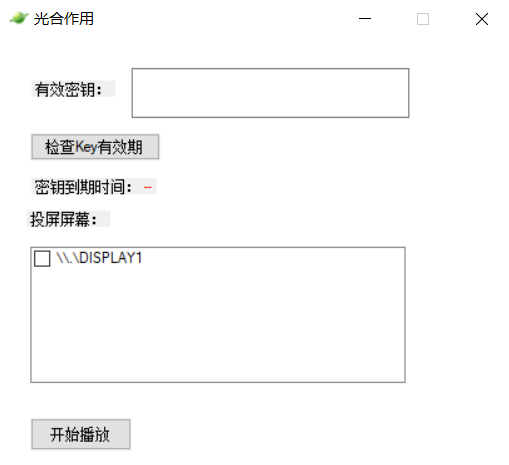 光合作用
有效密钥：
检查Key有效期
密钥到期时间： --
投屏屏幕：
\\.\DISPLAY1
开始播放